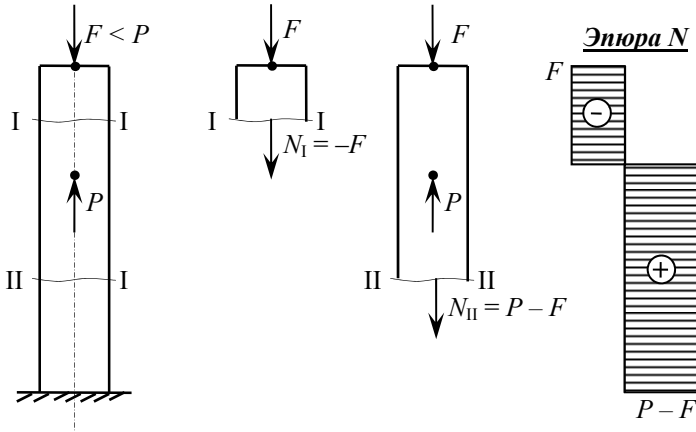 F < P
F
F
Эпюра N
F
I
I
I
I
–
N_I = –F
P
P
+
II
I
II
II
N_II = P – F
P – F